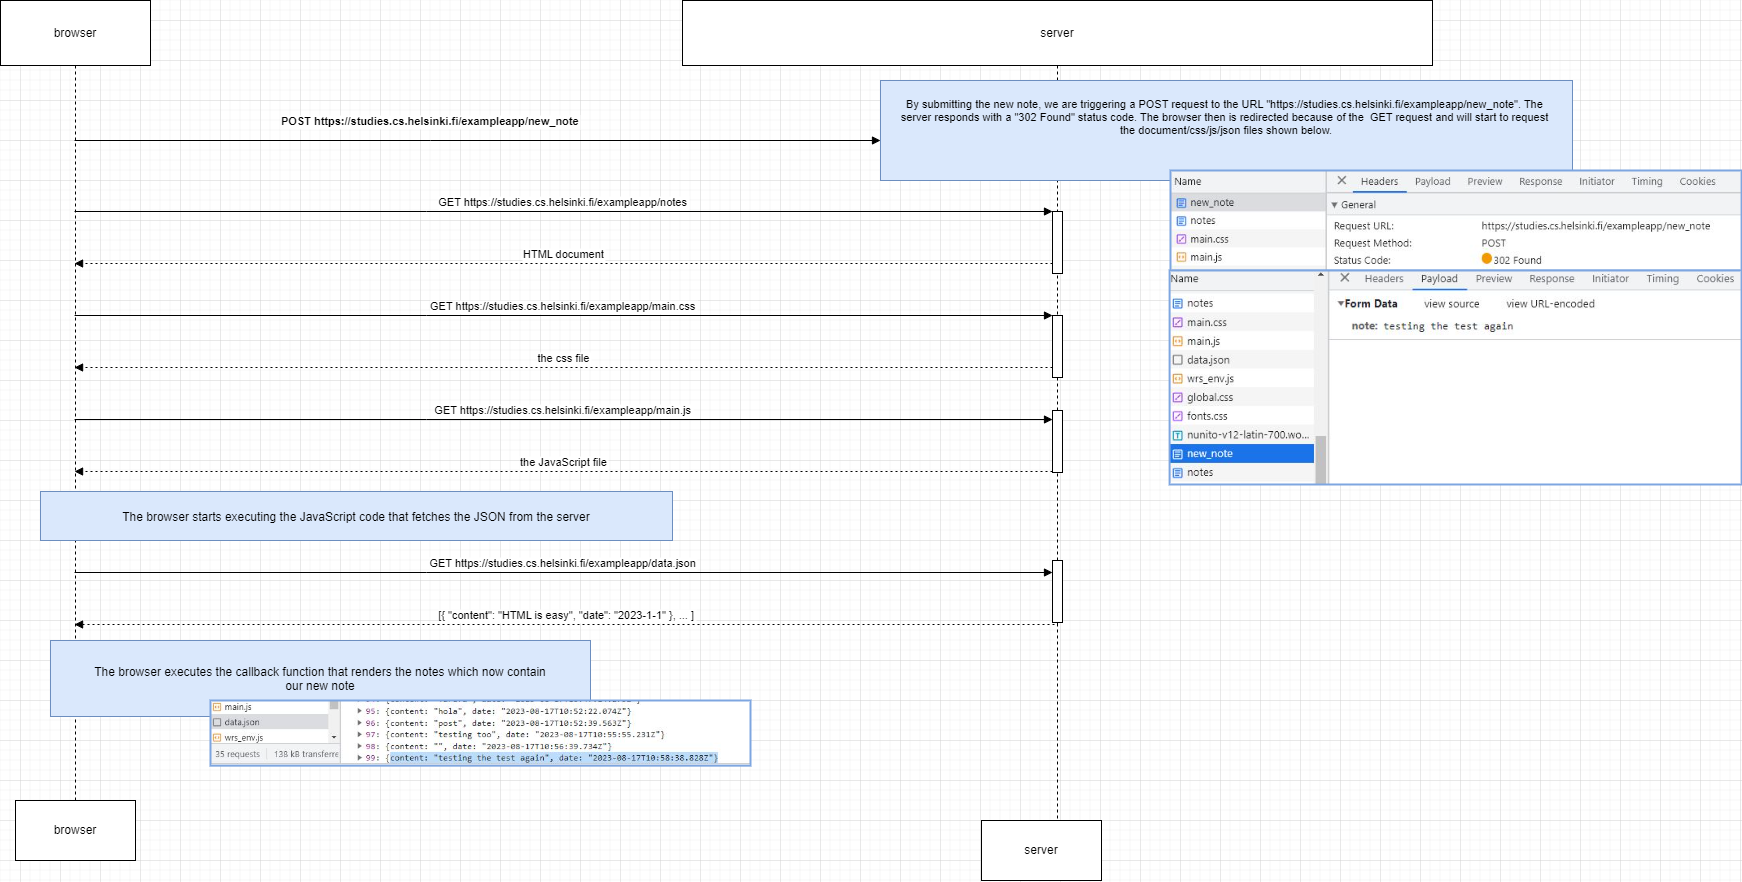 browser
server
By submitting the new note, we are triggering a POST request to the URL "https://studies.cs.helsinki.fi/exampleapp/new_note". The
server responds with a "302 Found" status code. The browser then is redirected because of the  GET request and will start to request
the document/css/js/json files shown below.
POST https://studies.cs.helsinki.fi/exampleapp/new_note
GET https://studies.cs.helsinki.fi/exampleapp/notes
HTML document
GET https://studies.cs.helsinki.fi/exampleapp/main.css
the css file
GET https://studies.cs.helsinki.fi/exampleapp/main.js
the JavaScript file
Name
Headers Payload Preview Response Initiator Timing Cookies
new_note
notes
main.css
main.js
General
Request URL: https://studies.cs.helsinki.fi/exampleapp/new_note
Request Method: POST
Status Code: 302 Found
Name
Headers Payload Preview Response Initiator Timing Cookies
notes
main.css
main.js
data.json
wrs_env.js
global.css
fonts.css
nunito-v12-latin-700.wo...
new_note
notes
Form Data view source view URL-encoded
note: testing the test again
The browser starts executing the JavaScript code that fetches the JSON from the server
GET https://studies.cs.helsinki.fi/exampleapp/data.json
[{ "content": "HTML is easy", "date": "2023-1-1" }, ... ]
The browser executes the callback function that renders the notes which now contain
our new note
main.js
data.json
wrs_env.js
35 requests 138 kB transferre
95: {content: "hola", date: "2023-08-17T10:52:22.074Z"}
96: {content: "post", date: "2023-08-17T10:52:39.563Z"}
97: {content: "testing too", date: "2023-08-17T10:55:55.231Z"}
98: {content: "", date: "2023-08-17T10:56:39.734Z"}
99: {content: "testing the test again", date: "2023-08-17T10:58:38.828Z"}
browser
server